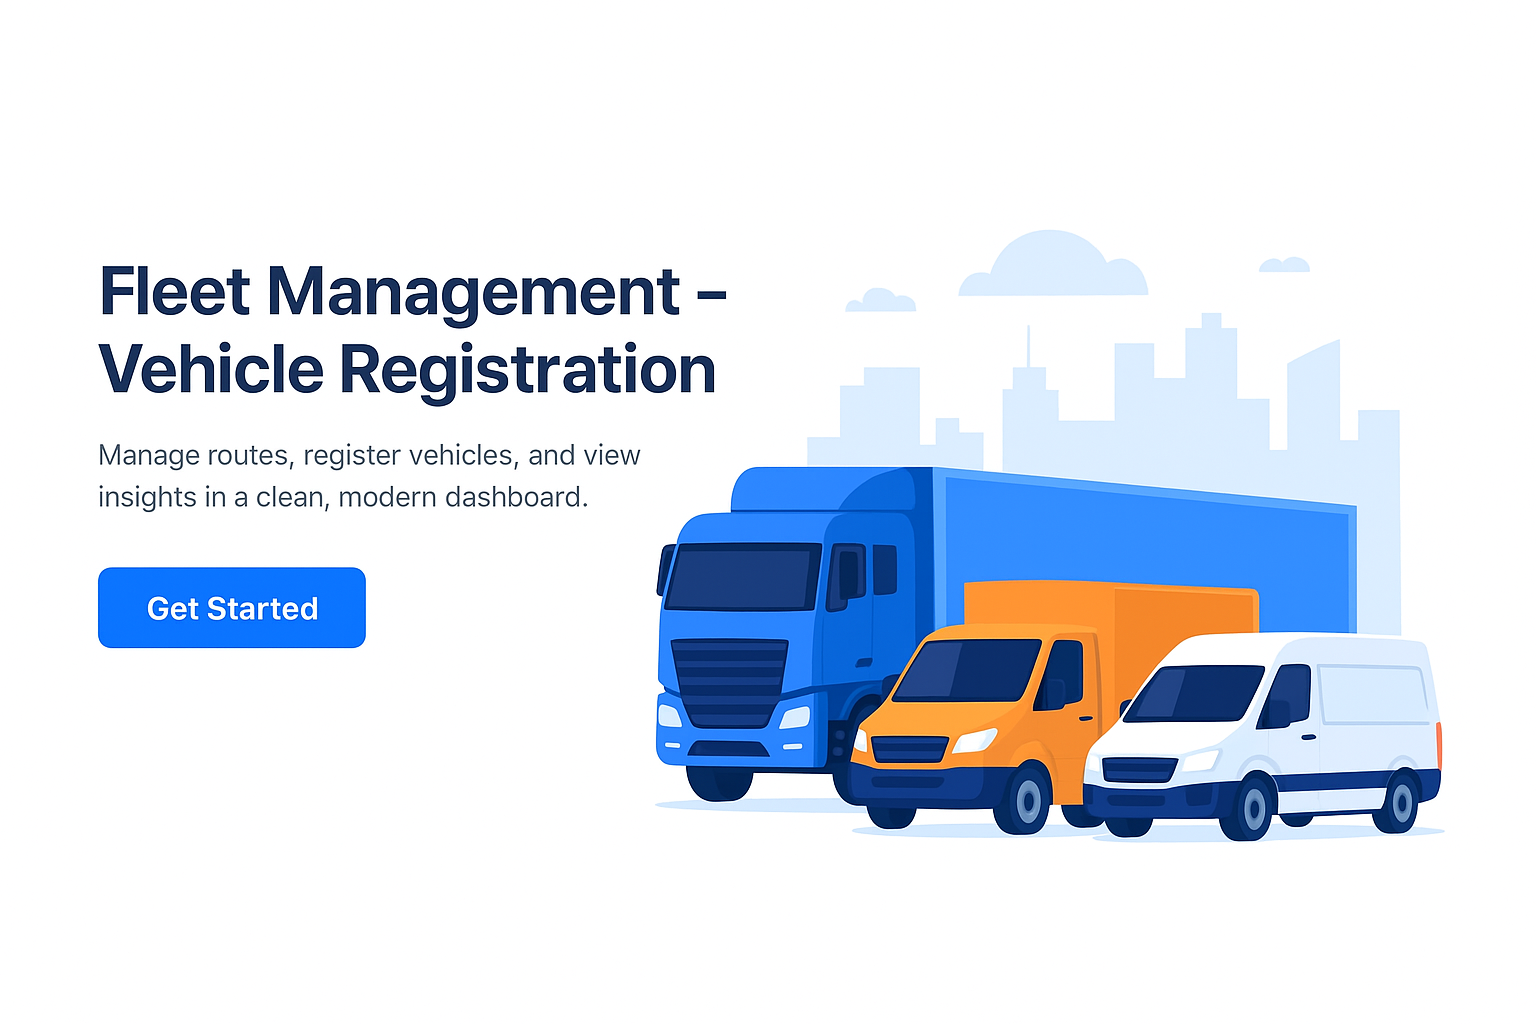 Fleet Management –
Vehicle Registration
Manage routes, register vehicles, and view
insights in a clean, modern dashboard.
Get Started